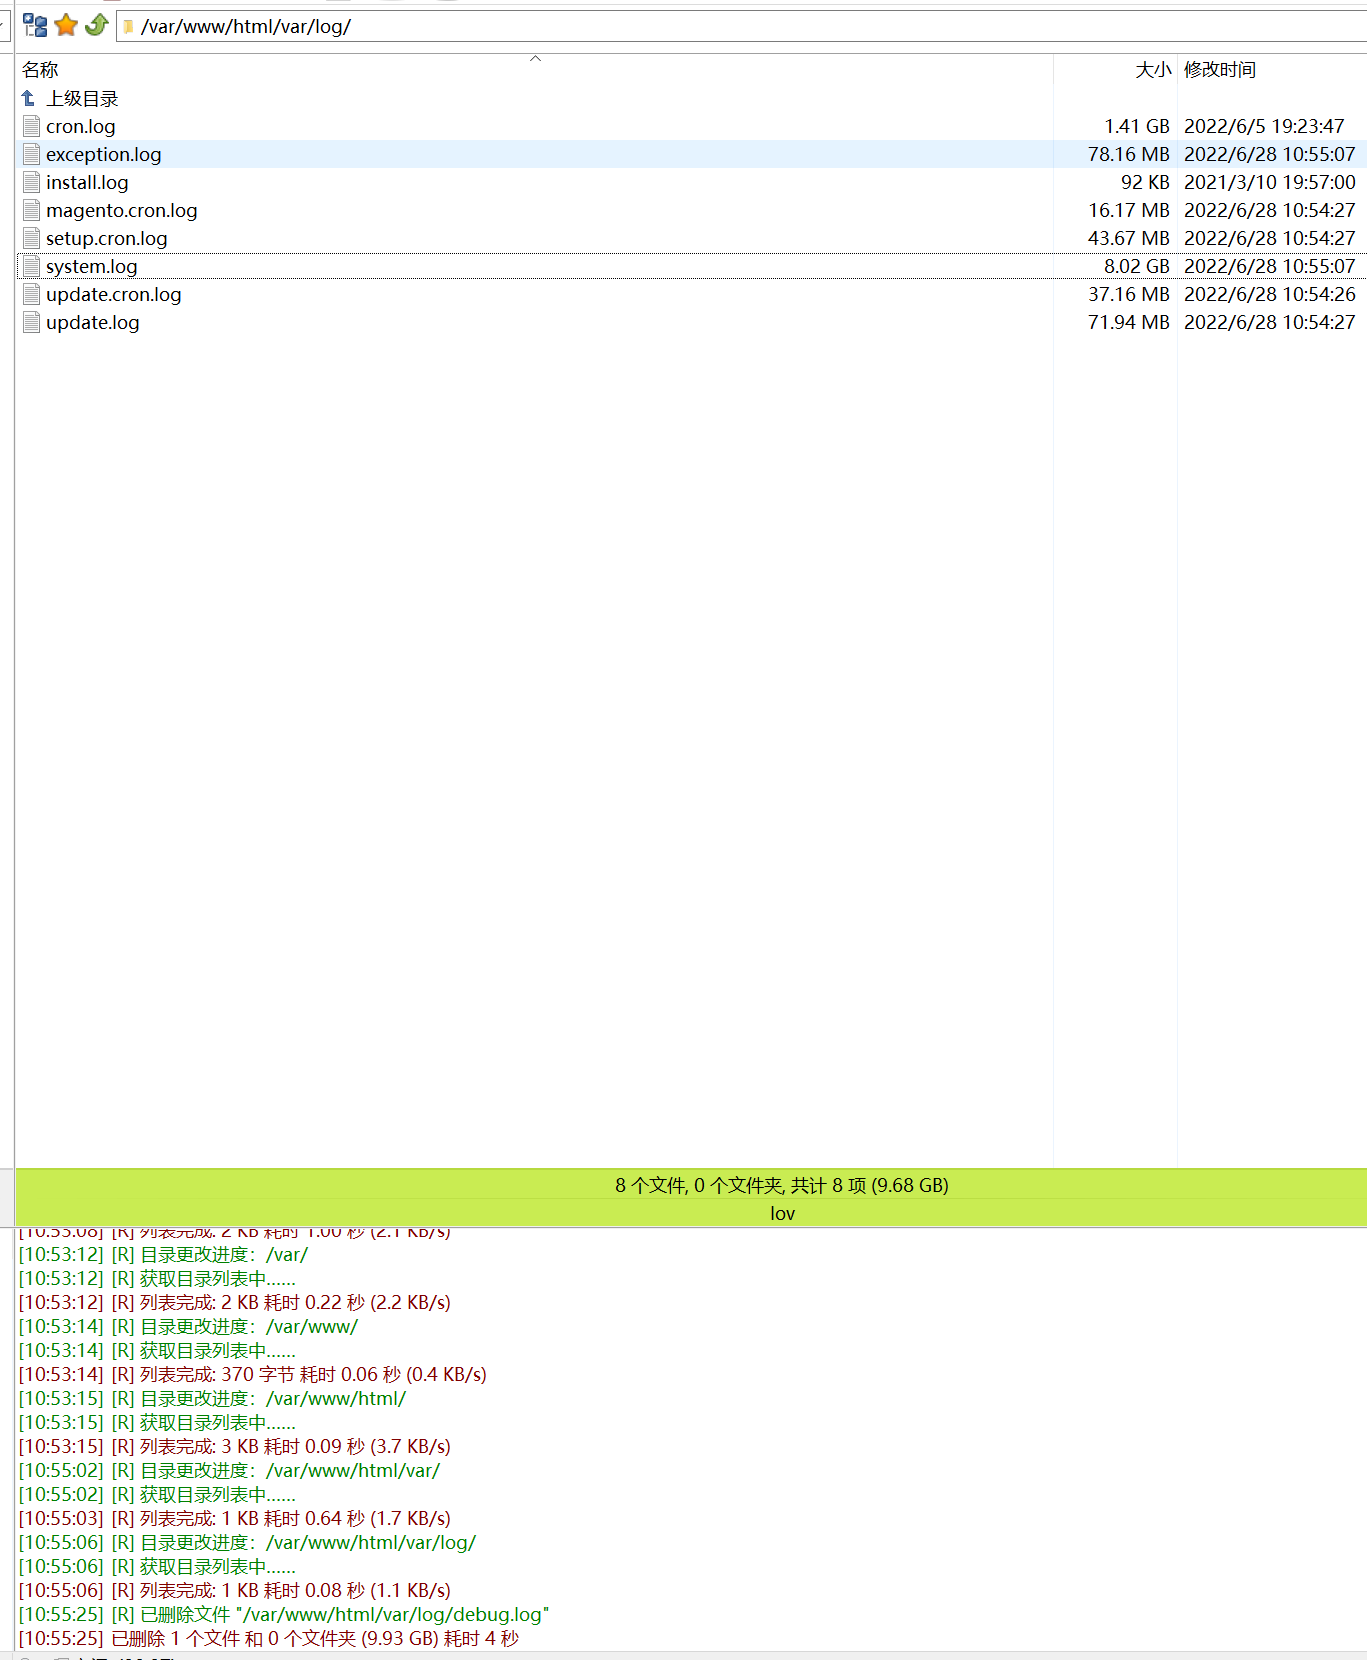 /var/www/html/var/log/
名称 大小 修改时间
上级目录
cron.log 1.41 GB 2022/6/5 19:23:47
exception.log 78.16 MB 2022/6/28 10:55:07
install.log 92 KB 2021/3/10 19:57:00
magento.cron.log 16.17 MB 2022/6/28 10:54:27
setup.cron.log 43.67 MB 2022/6/28 10:54:27
system.log 8.02 GB 2022/6/28 10:55:07
update.cron.log 37.16 MB 2022/6/28 10:54:26
update.log 71.94 MB 2022/6/28 10:54:27
8 个文件, 0 个文件夹, 共计 8 项 (9.68 GB)
lov
[10:53:08] [R] 列表完成: 2 KB 耗时 1.00 秒 (2.1 KB/s)
[10:53:12] [R] 目录更改进度：/var/
[10:53:12] [R] 获取目录列表中......
[10:53:12] [R] 列表完成: 2 KB 耗时 0.22 秒 (2.2 KB/s)
[10:53:14] [R] 目录更改进度：/var/www/
[10:53:14] [R] 获取目录列表中......
[10:53:14] [R] 列表完成: 370 字节 耗时 0.06 秒 (0.4 KB/s)
[10:53:15] [R] 目录更改进度：/var/www/html/
[10:53:15] [R] 获取目录列表中......
[10:53:15] [R] 列表完成: 3 KB 耗时 0.09 秒 (3.7 KB/s)
[10:55:02] [R] 目录更改进度：/var/www/html/var/
[10:55:02] [R] 获取目录列表中......
[10:55:03] [R] 列表完成: 1 KB 耗时 0.64 秒 (1.7 KB/s)
[10:55:06] [R] 目录更改进度：/var/www/html/var/log/
[10:55:06] [R] 获取目录列表中......
[10:55:06] [R] 列表完成: 1 KB 耗时 0.08 秒 (1.1 KB/s)
[10:55:25] [R] 已删除文件 "/var/www/html/var/log/debug.log"
[10:55:25] 已删除 1 个文件 和 0 个文件夹 (9.93 GB) 耗时 4 秒